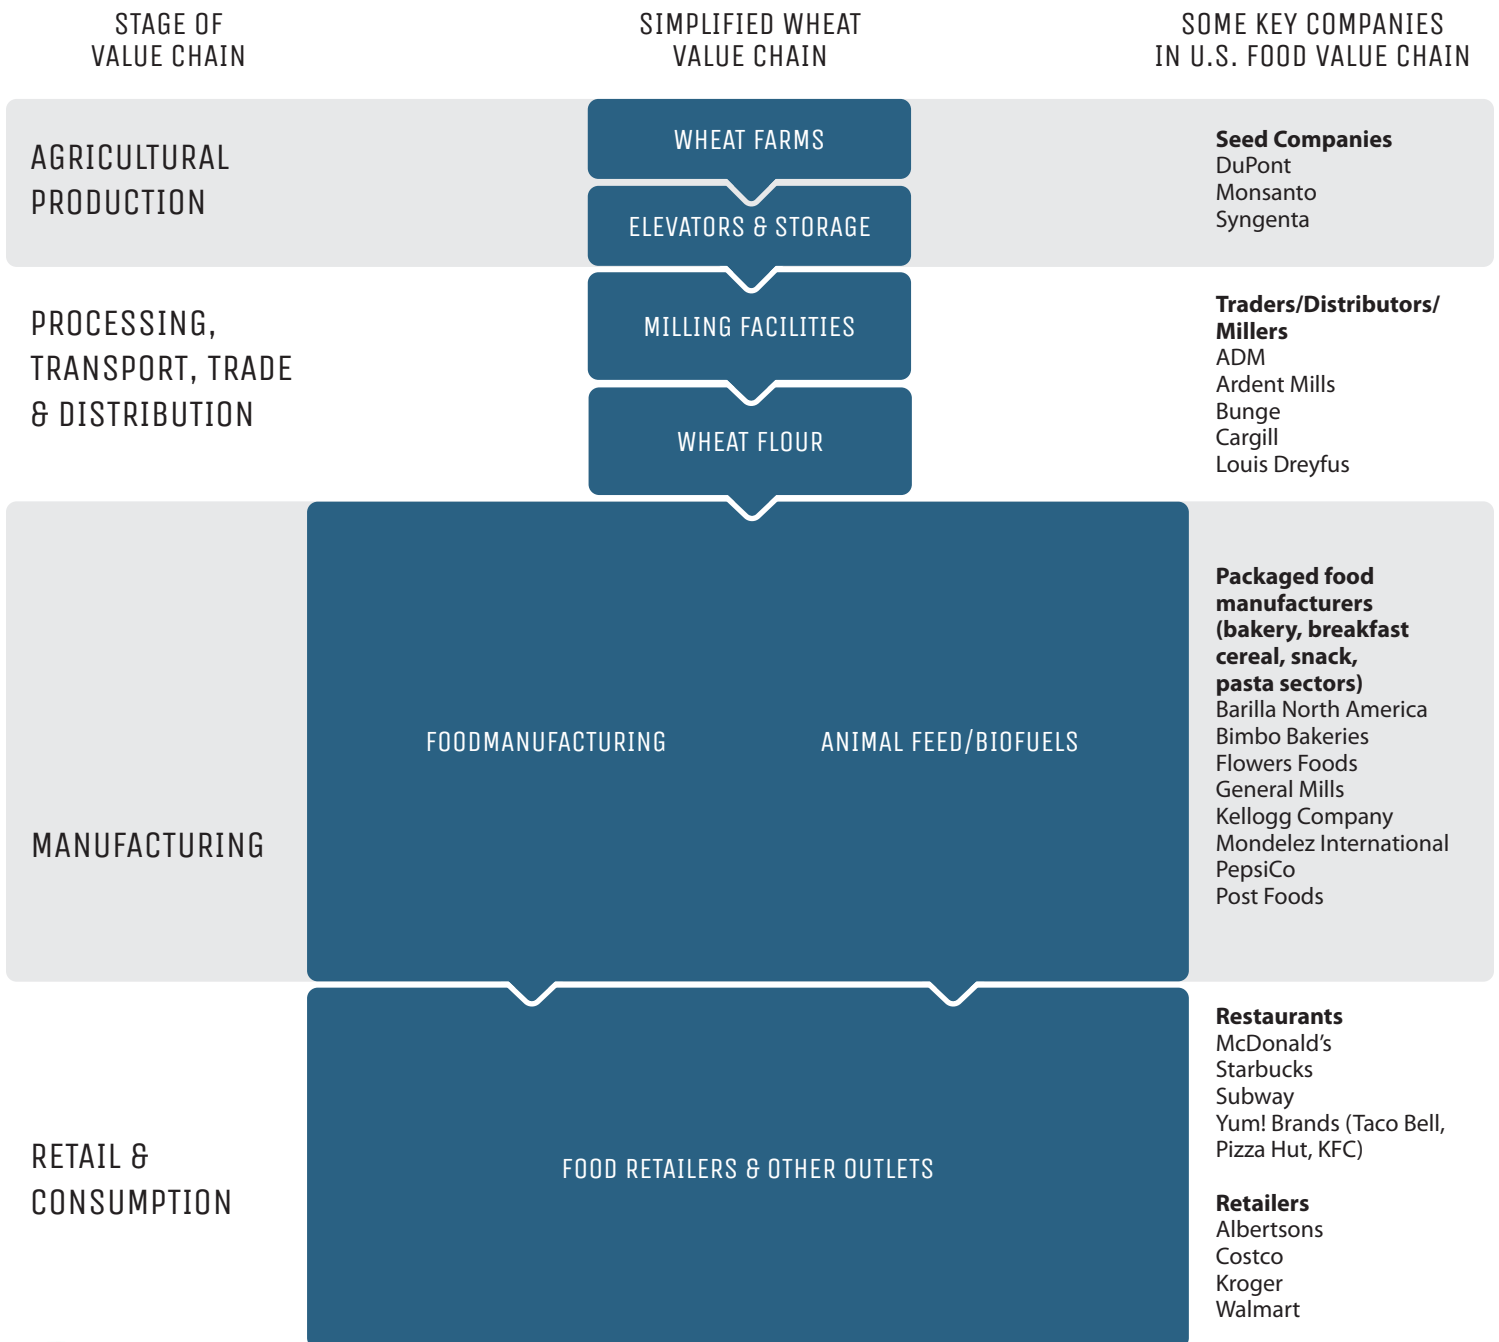 STAGE OF
VALUE CHAIN
SIMPLIFIED WHEAT
VALUE CHAIN
SOME KEY COMPANIES
IN U.S. FOOD VALUE CHAIN
AGRICULTURAL
PRODUCTION
WHEAT FARMS
ELEVATORS & STORAGE
Seed Companies
DuPont
Monsanto
Syngenta
PROCESSING,
TRANSPORT, TRADE
& DISTRIBUTION
MILLING FACILITIES
WHEAT FLOUR
Traders/Distributors/
Millers
ADM
Ardent Mills
Bunge
Cargill
Louis Dreyfus
MANUFACTURING
FOODMANUFACTURING
ANIMAL FEED/BIOFUELS
Packaged food
manufacturers
(bakery, breakfast
cereal, snack,
pasta sectors)
Barilla North America
Bimbo Bakeries
Flowers Foods
General Mills
Kellogg Company
Mondelez International
PepsiCo
Post Foods
RETAIL &
CONSUMPTION
FOOD RETAILERS & OTHER OUTLETS
Restaurants
McDonald’s
Starbucks
Subway
Yum! Brands (Taco Bell,
Pizza Hut, KFC)
Retailers
Albertsons
Costco
Kroger
Walmart